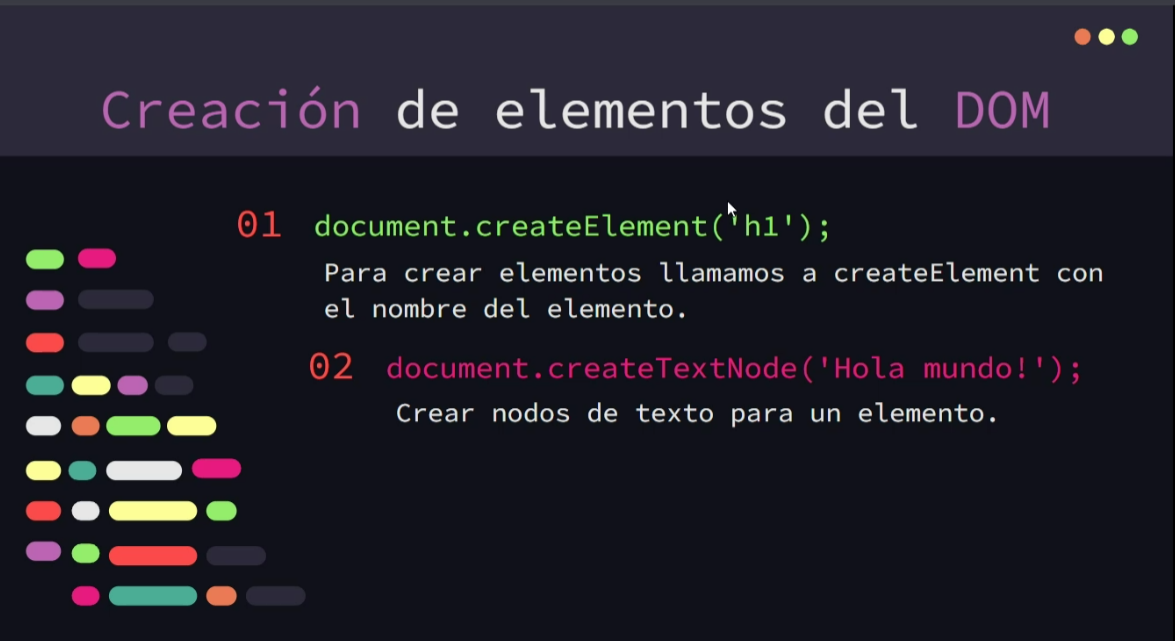 Creación de elementos del DOM
01 document.createElement('h1');
Para crear elementos llamamos a createElement con
el nombre del elemento.
02 document.createTextNode('Hola mundo!');
Crear nodos de texto para un elemento.